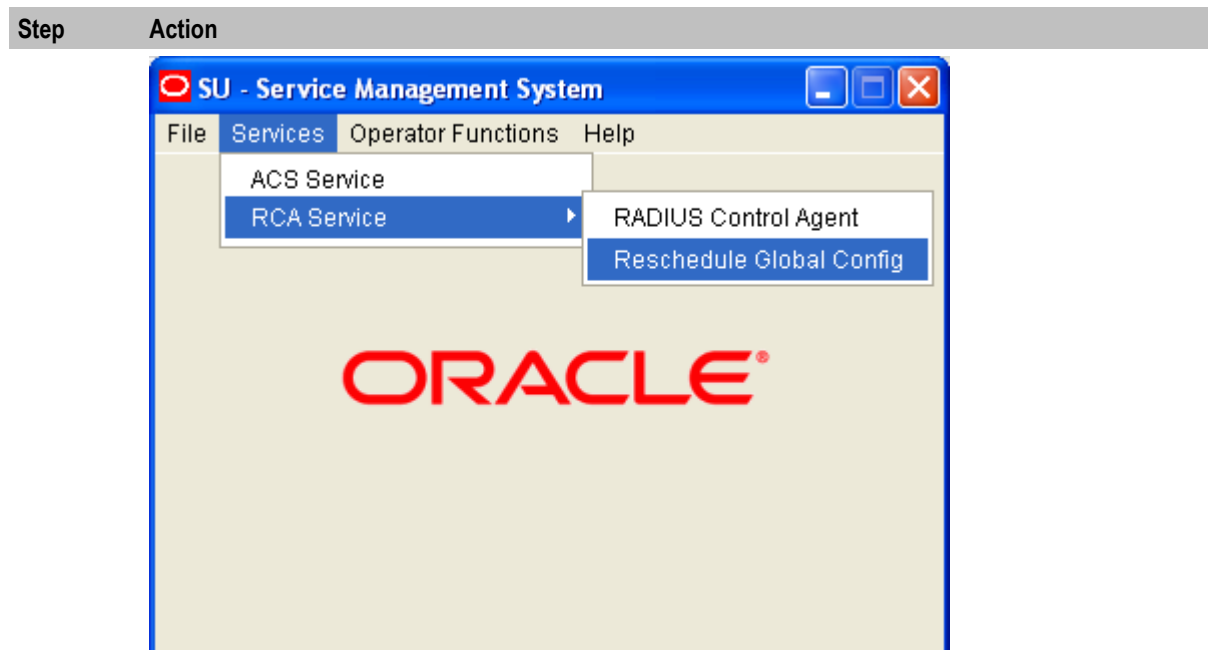 Step Action
SU - Service Management System
File Services Operator Functions Help
ACS Service
RCA Service
RADIUS Control Agent
Reschedule Global Config
ORACLE®